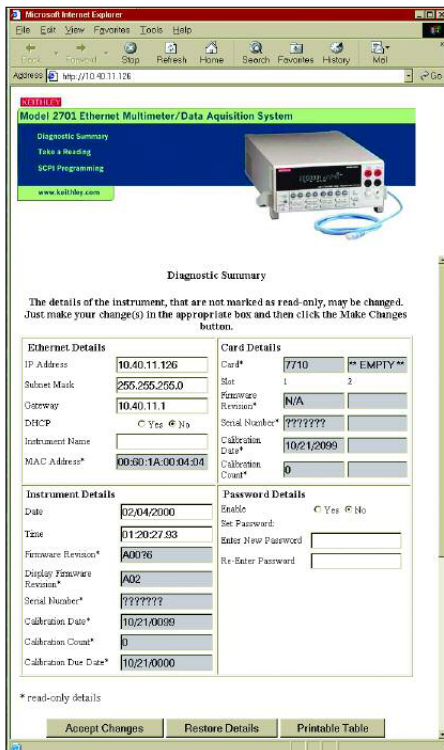 Microsoft Internet Explorer
File Edit View Favorites Tools Help
Back Forward Stop Refresh Home Search Favorites History Mail
Address http://10.40.11.126 Go
KEITHLEY
Model 2701 Ethernet Multimeter/Data Aquisition System
Diagnostic Summary
Take a Reading
SCPI Programming
www.keithley.com
Diagnostic Summary
The details of the instrument, that are not marked as read-only, may be changed.
Just make your change(s) in the appropriate box and then click the Make Changes
button.
Ethernet Details
IP Address 10.40.11.126
Subnet Mask 255.255.255.0
Gateway 10.40.11.1
DHCP Yes No
Instrument Name
MAC Address* 00:60:1A:00:04:04
Card Details
Card* 7710 ** EMPTY **
Slot 1 2
Firmware
Revision* N/A
Serial Number* ???????
Calibration
Date* 10/21/2099
Calibration
Count* 0
Instrument Details
Date 02/04/2000
Time 01:20:27.93
Firmware Revision* A00?6
Display Firmware
Revision* A02
Serial Number* ???????
Calibration Date* 10/21/0099
Calibration Count* 0
Calibration Due Date* 10/21/0000
Password Details
Enable Yes No
Set Password:
Enter New Password
Re-Enter Password
* read-only details
Accept Changes Restore Details Printable Table